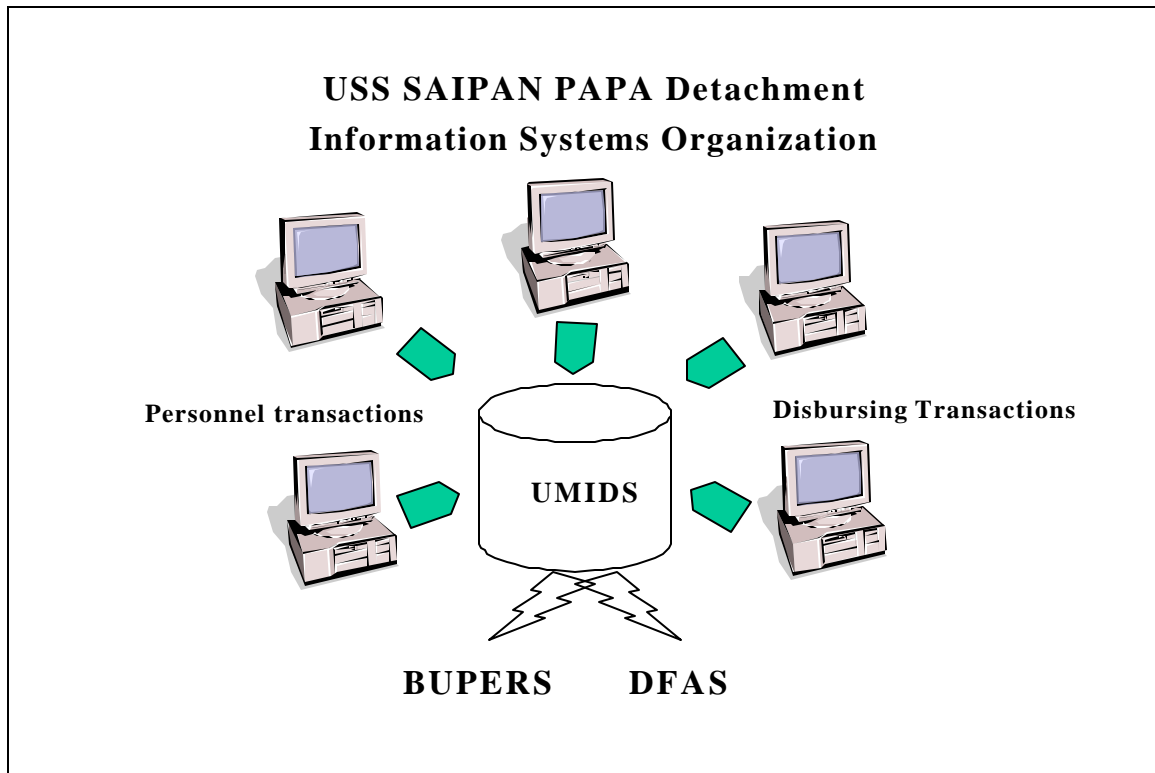 USS SAIPAN PAPA Detachment
Information Systems Organization
Personnel transactions
Disbursing Transactions
UMIDS
BUPERS DFAS